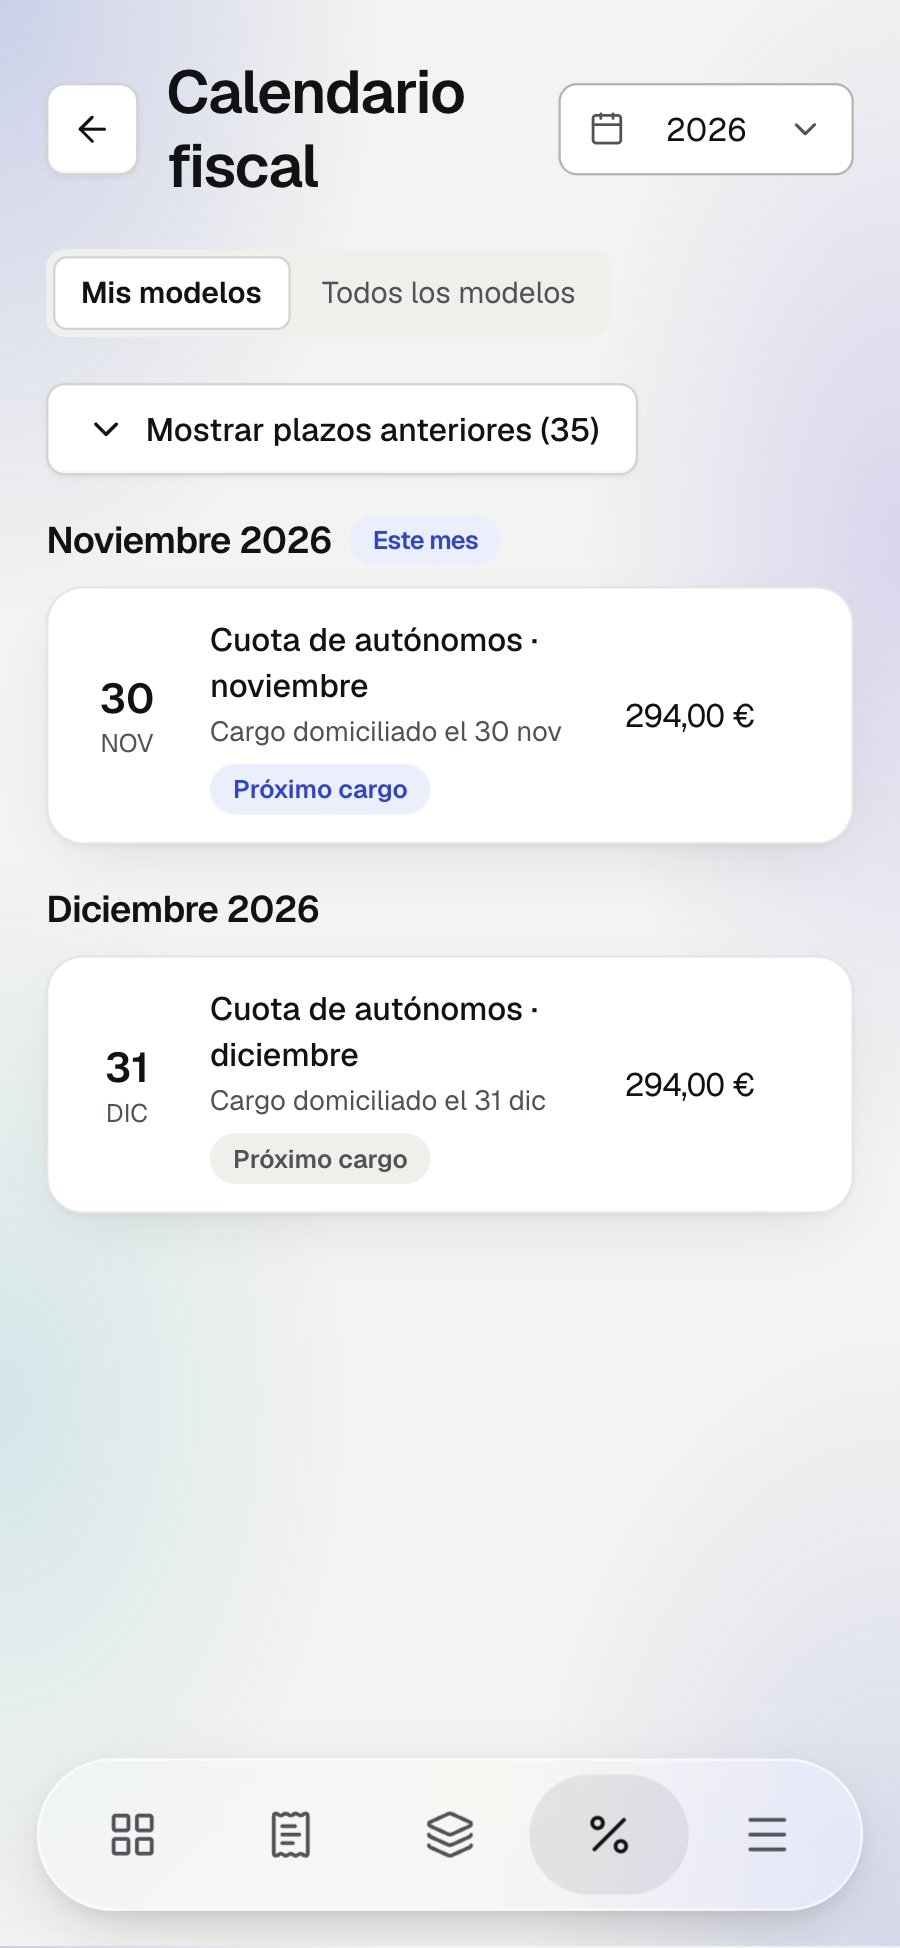 Calendario
fiscal
2026
Mis modelos
Todos los modelos
Mostrar plazos anteriores (35)
Noviembre 2026
Este mes
30
NOV
Cuota de autónomos ·
noviembre
Cargo domiciliado el 30 nov
Próximo cargo
294,00 €
Diciembre 2026
31
DIC
Cuota de autónomos ·
diciembre
Cargo domiciliado el 31 dic
Próximo cargo
294,00 €